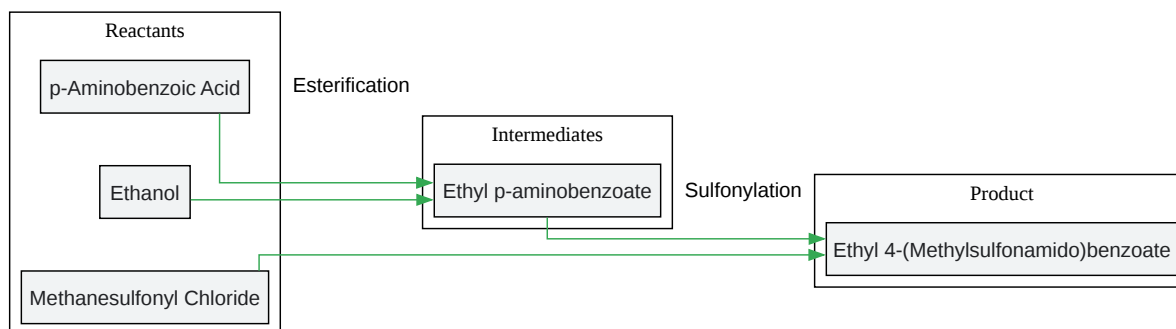 Reactants
p-Aminobenzoic Acid
Esterification
Intermediates
Ethanol
Ethyl p-aminobenzoate
Sulfonylation
Product
Ethyl 4-(Methylsulfonamido)benzoate
Methanesulfonyl Chloride